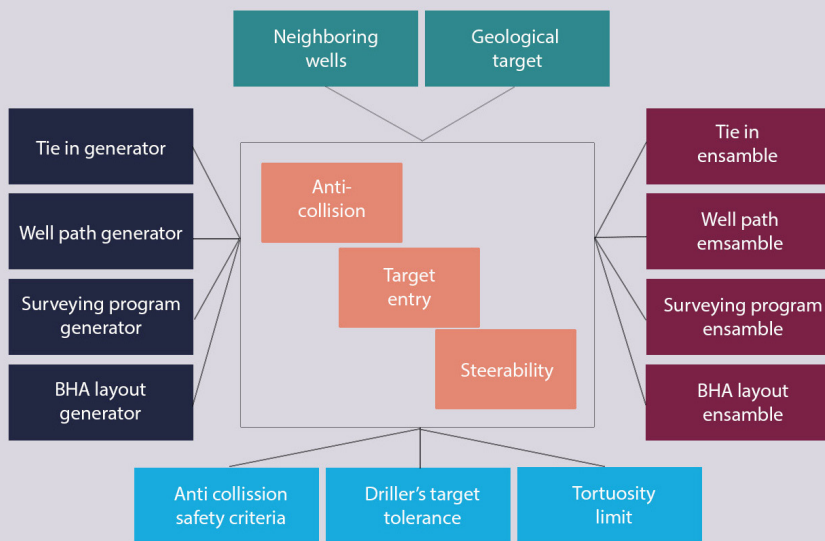 Neighboring
wells
Geological
target
Tie in generator
Well path generator
Surveying program
generator
BHA layout
generator
Anti-
collision
Target
entry
Steerability
Tie in
ensamble
Well path
emsamble
Surveying program
ensamble
BHA layout
ensamble
Anti collission
safety criteria
Driller's target
tolerance
Tortuosity
limit